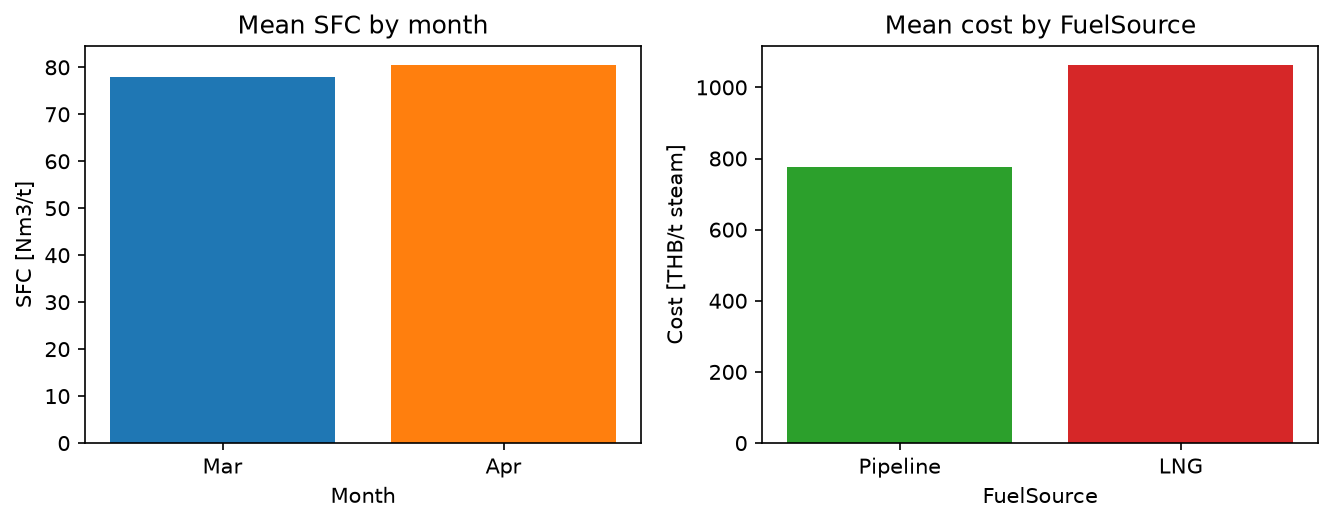 Mean SFC by month
SFC [Nm3/t]
80
70
60
50
40
30
20
10
0
Mar
Apr
Month
Mean cost by FuelSource
Cost [THB/t steam]
1000
800
600
400
200
0
Pipeline
LNG
FuelSource